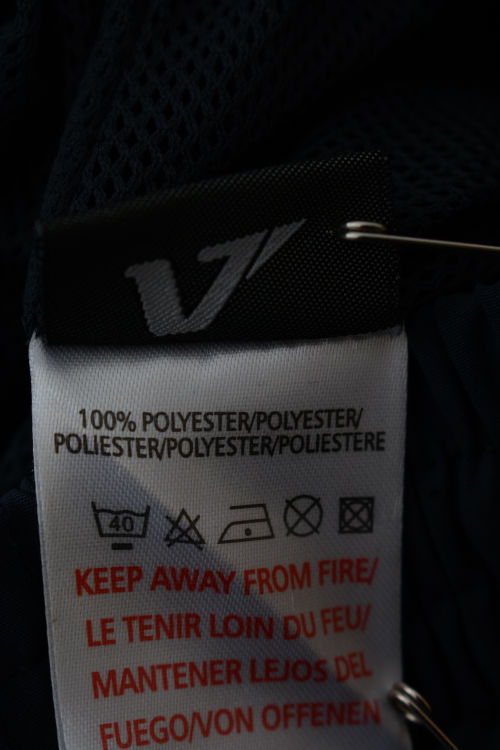 V
100% POLYESTER/POLYESTER/
POLIESTER/POLYESTER/POLIESTERE
40
KEEP AWAY FROM FIRE/
LE TENIR LOIN DU FEU/
MANTENER LEJOS DEL
FUEGO/VON OFFENEN